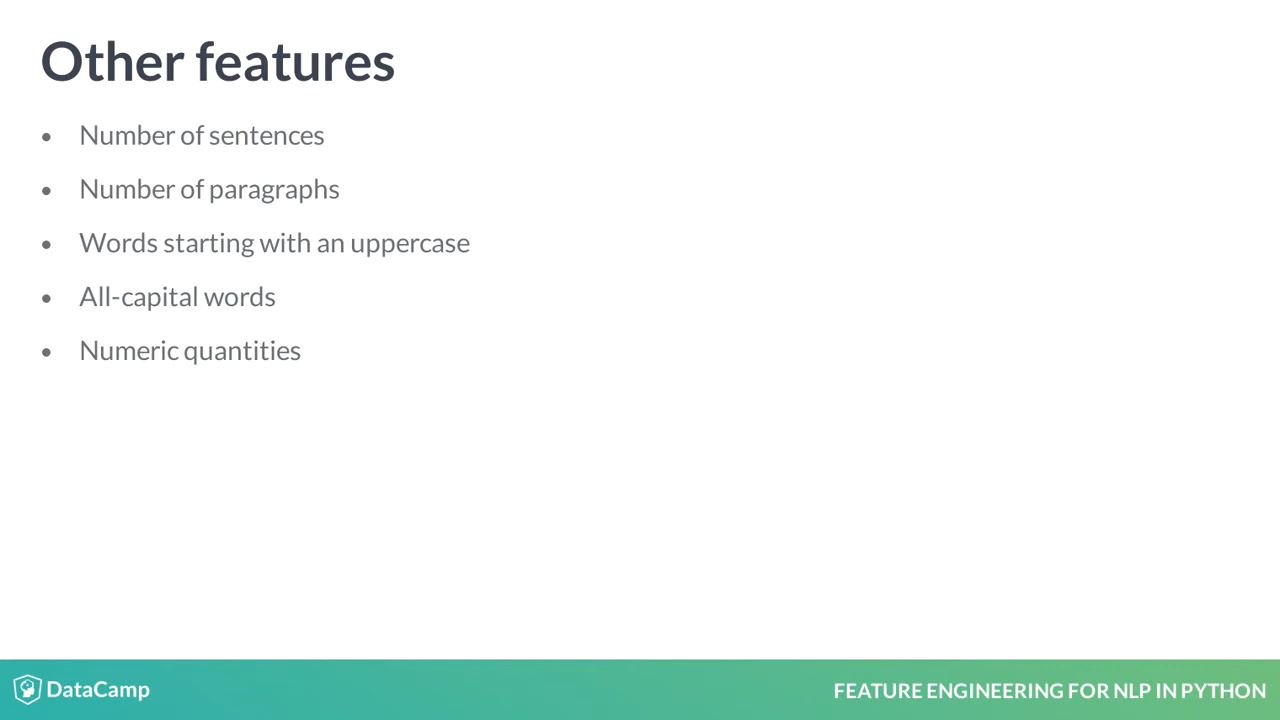 Other features
• Number of sentences
• Number of paragraphs
• Words starting with an uppercase
• All-capital words
• Numeric quantities
DataCamp
FEATURE ENGINEERING FOR NLP IN PYTHON